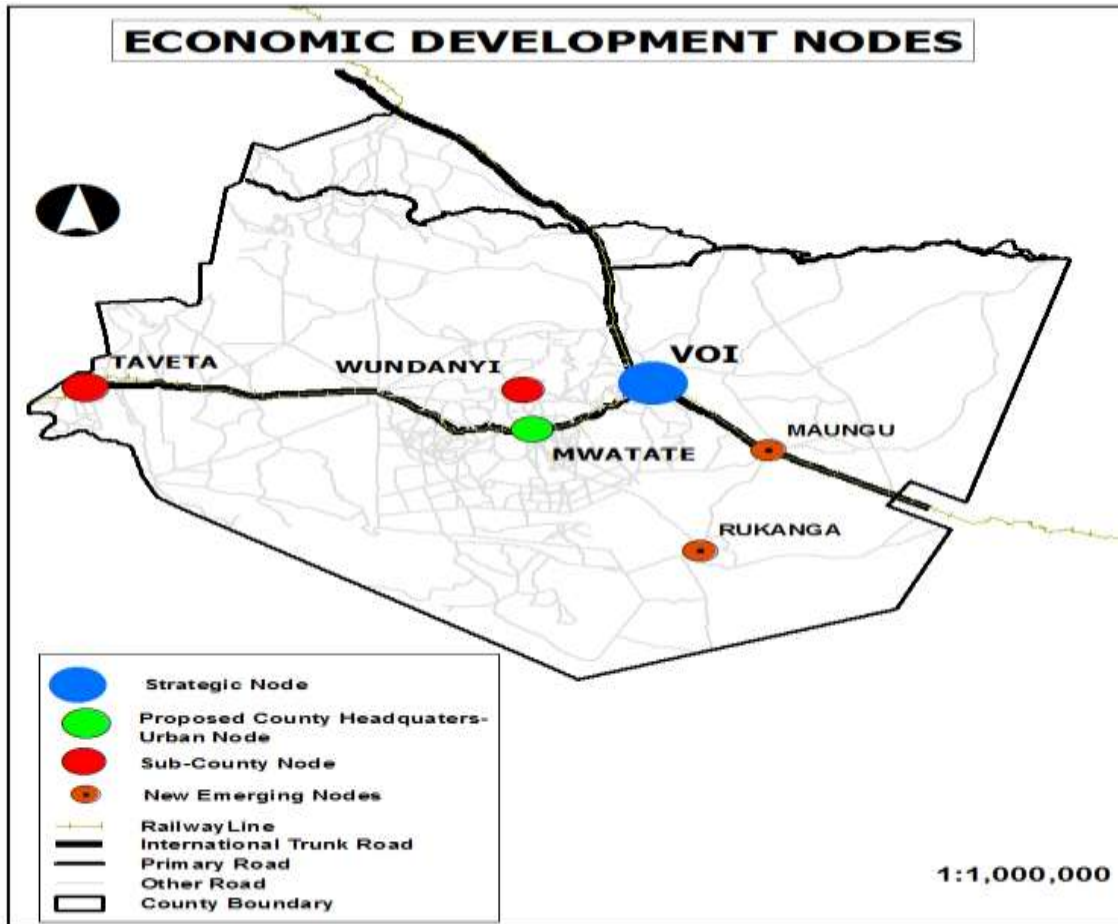 ECONOMIC DEVELOPMENT NODES
TAVETA
WUNDANYI
VOI
MWATATE
MAUNGU
RUKANGA
Strategic Node
Proposed County Headquaters-
Urban Node
Sub-County Node
New Emerging Nodes
Railway Line
International Trunk Road
Primary Road
Other Road
County Boundary
1:1,000,000